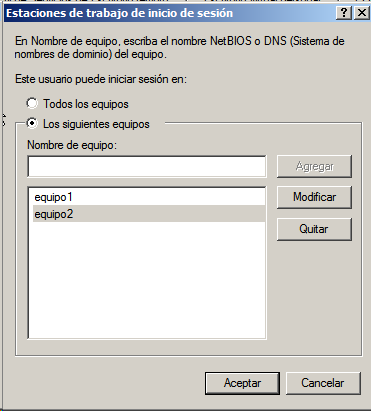 Estaciones de trabajo de inicio de sesión
En Nombre de equipo, escriba el nombre NetBIOS o DNS (Sistema de
nombres de dominio) del equipo.
Este usuario puede iniciar sesión en:
Todos los equipos
Los siguientes equipos
Nombre de equipo:
Agregar
equipo1
Modificar
equipo2
Quitar
Aceptar
Cancelar